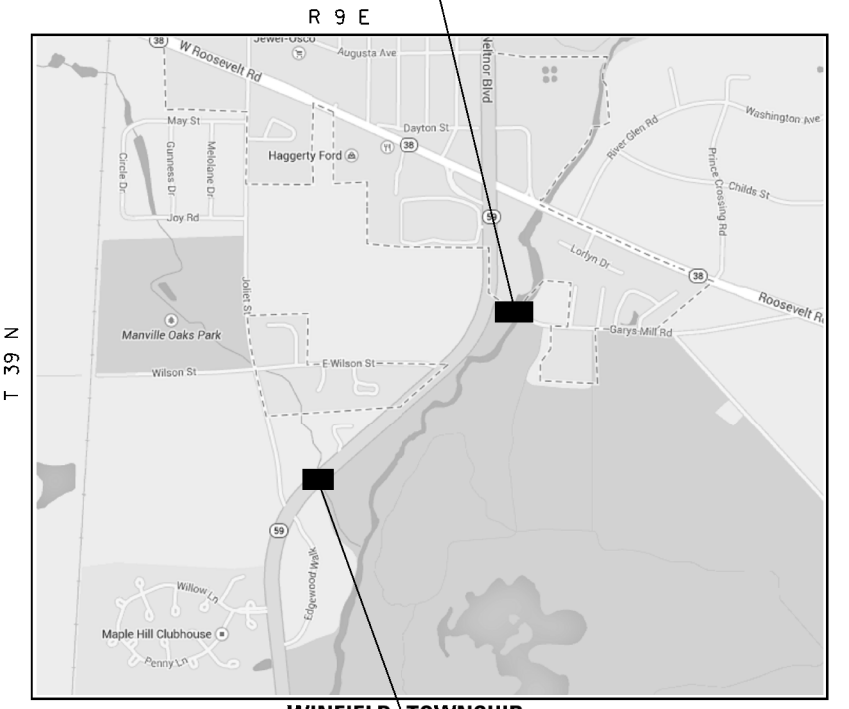 R 9 E
38
W Roosevelt Rd
Jewel-Osco
Augusta Ave
Neltnor Blvd
May St
Circle Dr
Gunness Dr
Melolane Dr
Joy Rd
Haggerty Ford
Dayton St
38
River Glen Rd
Washington Ave
Prince Crossing Rd
Childs St
59
Lorlyn Dr
38
Roosevelt Rd
Joliet St
Manville Oaks Park
Garys Mill Rd
T 39 N
Wilson St
E Wilson St
59
Edgewood Walk
Willow Ln
Maple Hill Clubhouse
Penny Ln
WINFIELD TOWNSHIP